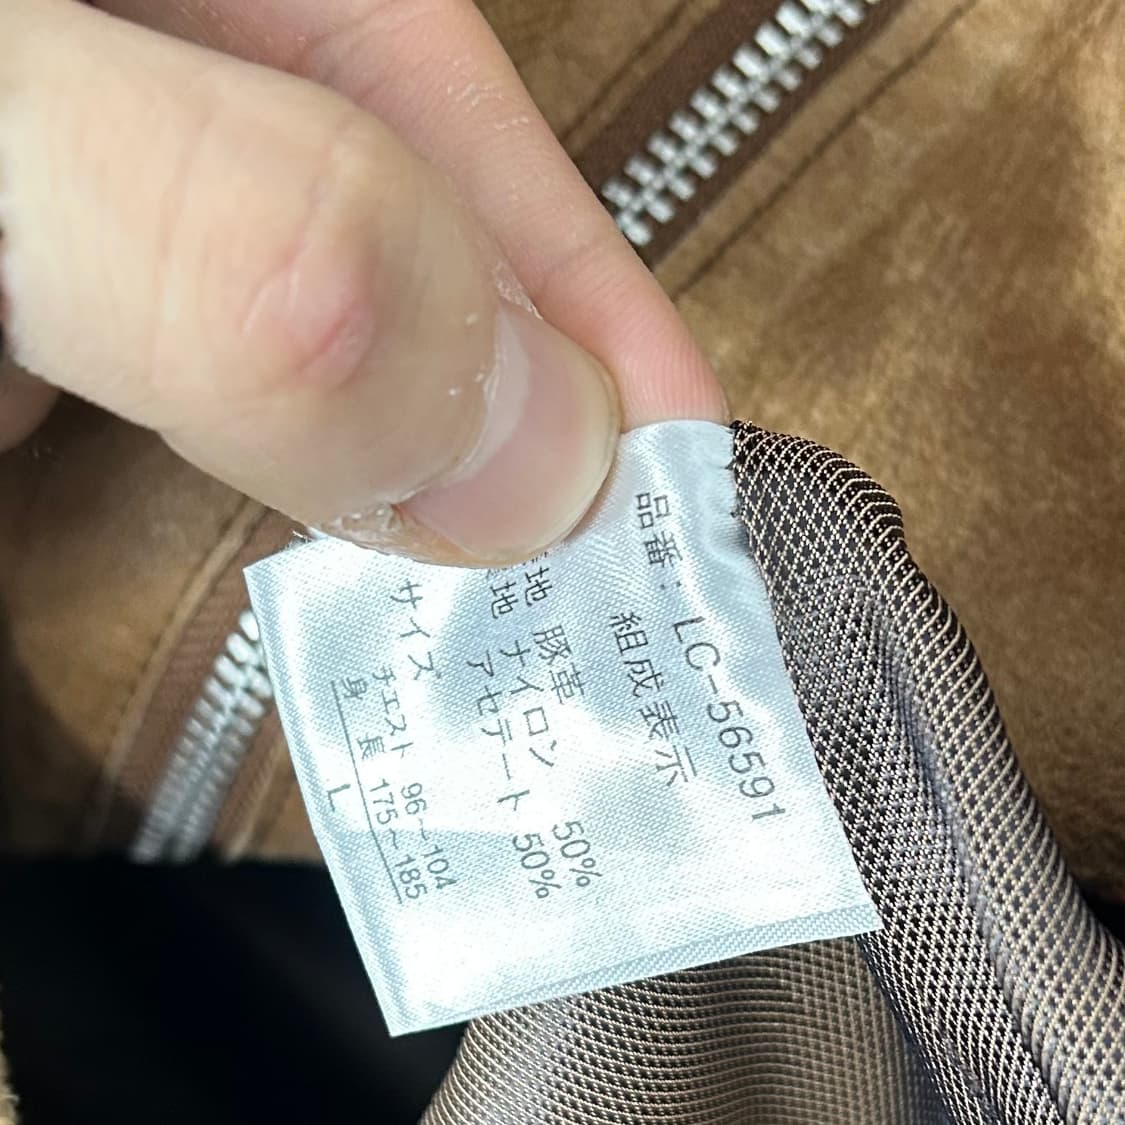 品番：LC-56591
組成表示
地 豚革
地 ナイロン 50%
アセテート 50%
サイズ
チエスト 96～104
身 長 175～185
L